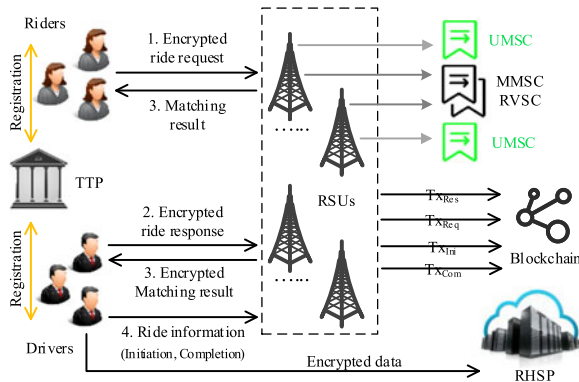 Riders
Registration
1. Encrypted
ride request
3. Matching
result
......
UMSC
MMSC
RVSC
UMSC
TTP
RSUs
Registration
2. Encrypted
ride response
3. Encrypted
Matching result
......
4. Ride information
(Initiation, Completion)
Drivers
Tx_Res
Tx_Req
Tx_Ini
Tx_Com
Blockchain
Encrypted data
RHSP